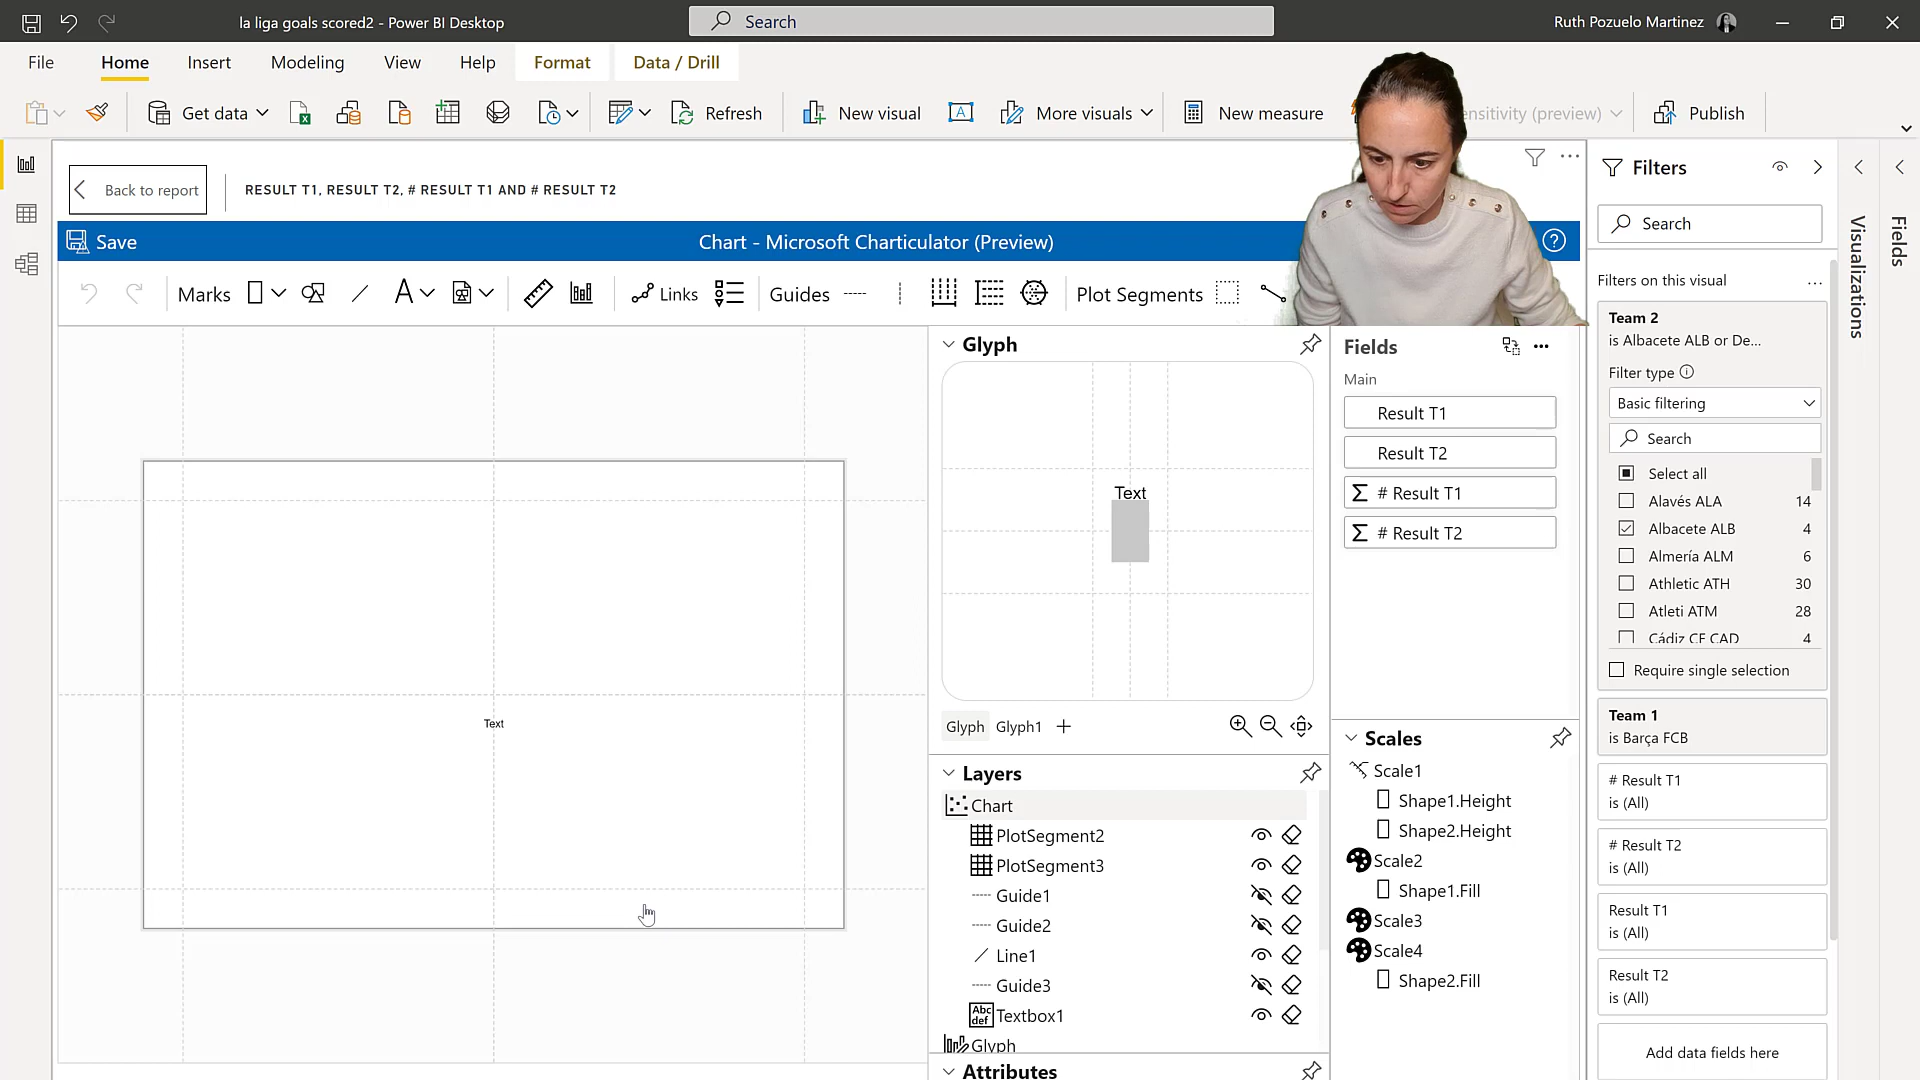 la liga goals scored2 - Power BI Desktop
Search
Ruth Pozuelo Martinez
File
Home
Insert
Modeling
View
Help
Format
Data / Drill
Get data
Refresh
New visual
More visuals
New measure
ensitivity (preview)
Publish
Back to report
RESULT T1, RESULT T2, # RESULT T1 AND # RESULT T2
Save
Chart - Microsoft Charticulator (Preview)
Marks
Links
Guides
Plot Segments
Text
Glyph
Text
Glyph
Glyph1
Layers
Chart
PlotSegment2
PlotSegment3
Guide1
Guide2
Line1
Guide3
Abc
def
Textbox1
Glyph
Attributes
Fields
Main
Result T1
Result T2
# Result T1
# Result T2
Scales
Scale1
Shape1.Height
Shape2.Height
Scale2
Shape1.Fill
Scale3
Scale4
Shape2.Fill
Filters
Search
Filters on this visual
Team 2
is Albacete ALB or De...
Filter type
Basic filtering
Search
Select all
Alavés ALA 14
Albacete ALB 4
Almería ALM 6
Athletic ATH 30
Atleti ATM 28
Cádiz CF CAD 4
Require single selection
Team 1
is Barça FCB
# Result T1
is (All)
# Result T2
is (All)
Result T1
is (All)
Result T2
is (All)
Add data fields here
Visualizations
Fields